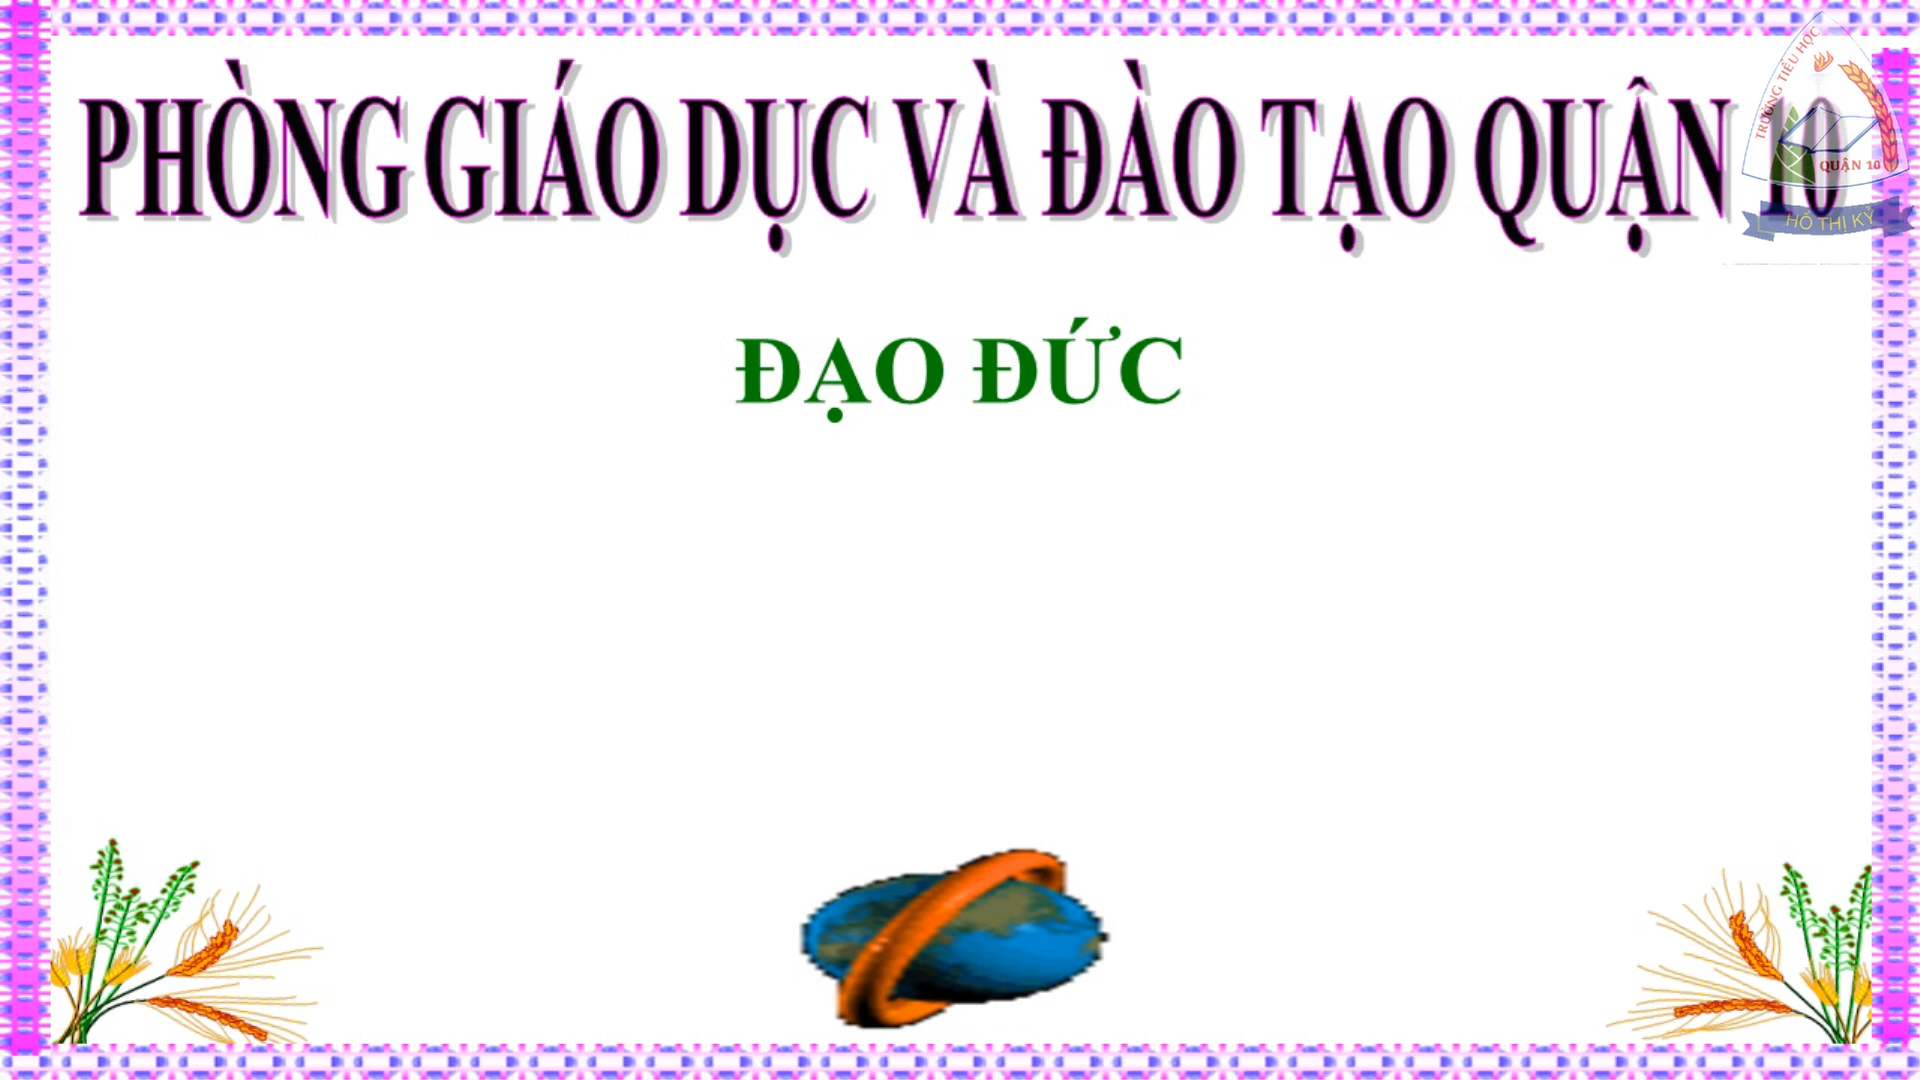 PHÒNG GIÁO DỤC VÀ ĐÀO TẠO QUẬN 10
TRƯỜNG TIỂU HỌC
QUẬN 10
HỒ THỊ KỶ
ĐẠO ĐỨC